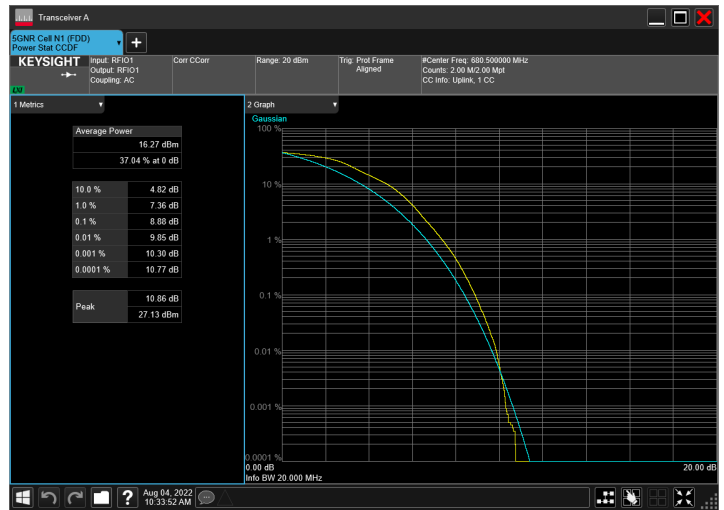 Transceiver A
5GNR Cell N1 (FDD)
Power Stat CCDF
KEYSIGHT
LXI
Input: RFIO1
Output: RFIO1
Coupling: AC
Corr CCorr
Range: 20 dBm
Trig: Prot Frame
Aligned
#Center Freq: 680.500000 MHz
Counts: 2.00 M/2.00 Mpt
CC Info: Uplink, 1 CC
1 Metrics
Average Power
16.27 dBm
37.04 % at 0 dB
10.0 % 4.82 dB
1.0 % 7.36 dB
0.1 % 8.88 dB
0.01 % 9.85 dB
0.001 % 10.30 dB
0.0001 % 10.77 dB
Peak
10.86 dB
27.13 dBm
2 Graph
Gaussian
100 %
10 %
1 %
0.1 %
0.01 %
0.001 %
0.0001 %
0.00 dB 20.00 dB
Info BW 20.000 MHz
Aug 04, 2022
10:33:52 AM